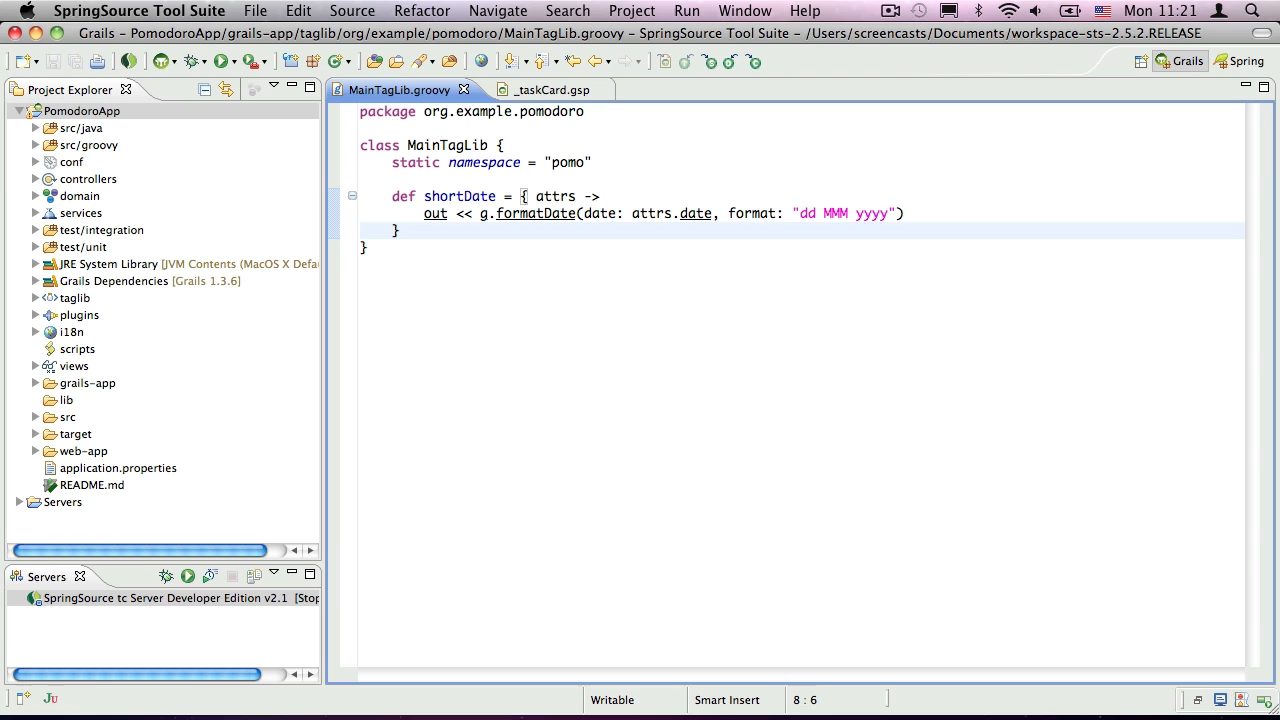 SpringSource Tool Suite File Edit Source Refactor Navigate Search Project Run Window Help Mon 11:21
Grails - PomodoroApp/grails-app/taglib/org/example/pomodoro/MainTagLib.groovy - SpringSource Tool Suite - /Users/screencasts/Documents/workspace-sts-2.5.2.RELEASE
Grails Spring
Project Explorer
PomodoroApp
src/java
src/groovy
conf
controllers
domain
services
test/integration
test/unit
JRE System Library [JVM Contents (MacOS X Defa
Grails Dependencies [Grails 1.3.6]
taglib
plugins
i18n
scripts
views
grails-app
lib
src
target
web-app
application.properties
README.md
Servers
Servers
SpringSource tc Server Developer Edition v2.1 [Stop
MainTagLib.groovy _taskCard.gsp
package org.example.pomodoro
class MainTagLib {
static namespace = "pomo"
def shortDate = { attrs ->
out << g.formatDate(date: attrs.date, format: "dd MMM yyyy")
}
}
Ju Writable Smart Insert 8 : 6